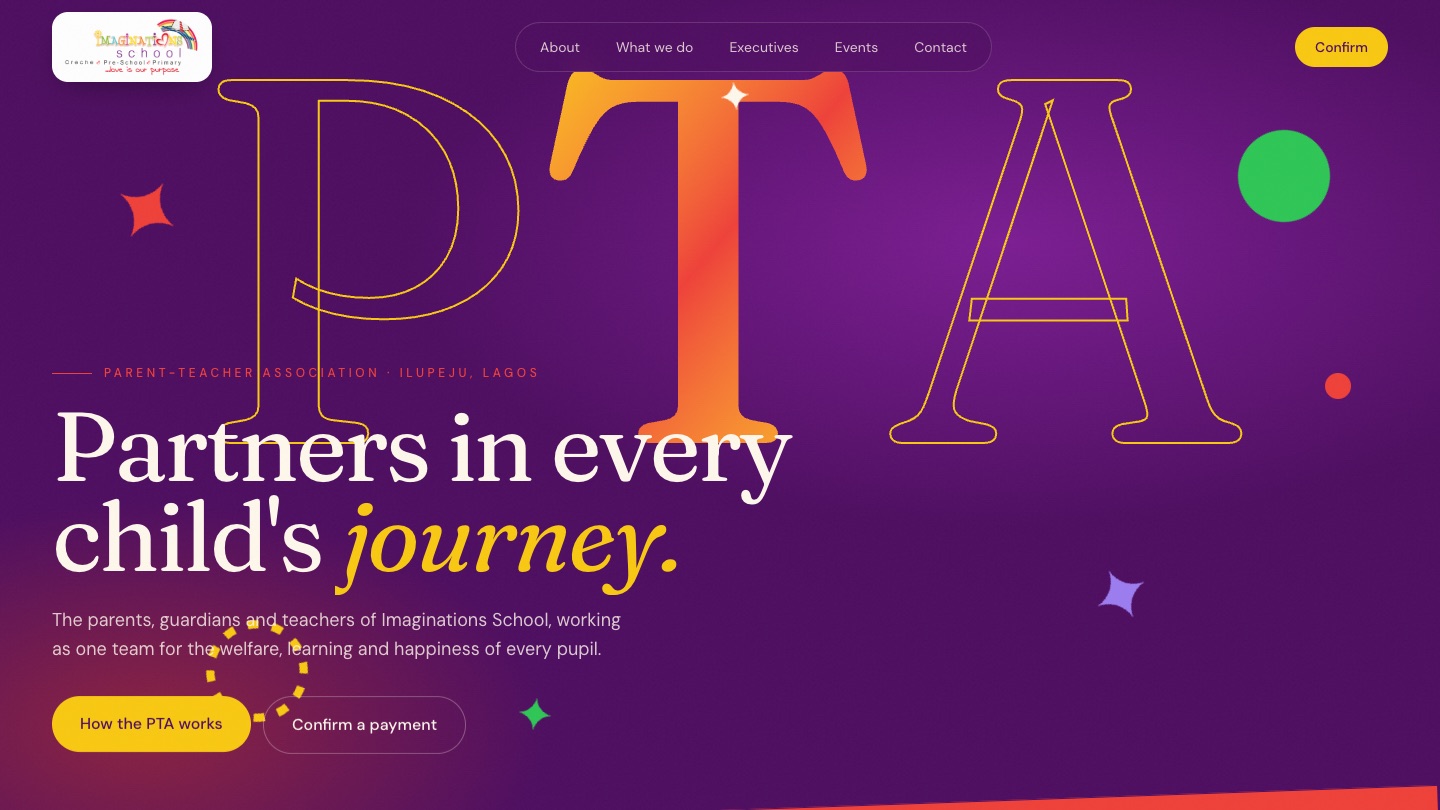 imaginations
school
Creche Pre-School Primary
...love is our purpose
About
What we do
Executives
Events
Contact
Confirm
PTA
PARENT-TEACHER ASSOCIATION · ILUPEJU, LAGOS
Partners in every
child's journey.
The parents, guardians and teachers of Imaginations School, working
as one team for the welfare, learning and happiness of every pupil.
How the PTA works
Confirm a payment